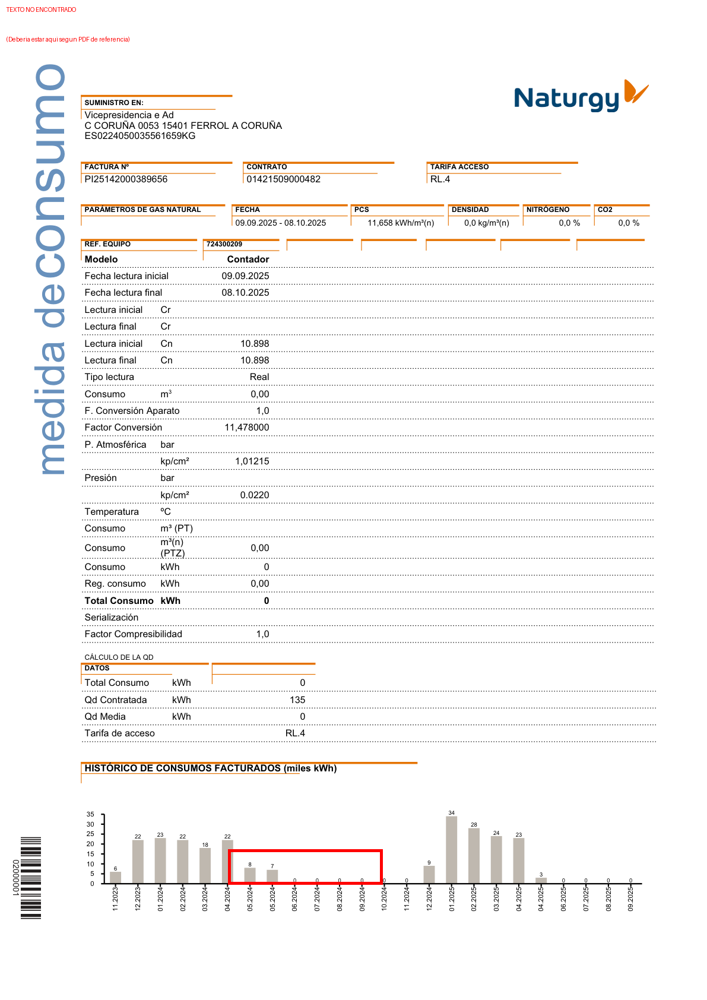 TEXTO NO ENCONTRADO
(Deberia estar aqui segun PDF de referencia)
medida de consumo
Naturgy
SUMINISTRO EN:
Vicepresidencia e Ad
C CORUÑA 0053 15401 FERROL A CORUÑA
ES0224050035561659KG
FACTURA Nº CONTRATO TARIFA ACCESO
PI25142000389656 01421509000482 RL.4
PARÁMETROS DE GAS NATURAL FECHA PCS DENSIDAD NITRÓGENO CO2
09.09.2025 - 08.10.2025 11,658 kWh/m³(n) 0,0 kg/m³(n) 0,0 % 0,0 %
REF. EQUIPO 724300209
Modelo Contador
Fecha lectura inicial 09.09.2025
Fecha lectura final 08.10.2025
Lectura inicial Cr
Lectura final Cr
Lectura inicial Cn 10.898
Lectura final Cn 10.898
Tipo lectura Real
Consumo m³ 0,00
F. Conversión Aparato 1,0
Factor Conversión 11,478000
P. Atmosférica bar
kp/cm² 1,01215
Presión bar
kp/cm² 0.0220
Temperatura ºC
Consumo m³ (PT)
Consumo m³(n) (PTZ) 0,00
Consumo kWh 0
Reg. consumo kWh 0,00
Total Consumo kWh 0
Serialización
Factor Compresibilidad 1,0
CÁLCULO DE LA QD
DATOS
Total Consumo kWh 0
Qd Contratada kWh 135
Qd Media kWh 0
Tarifa de acceso RL.4
HISTÓRICO DE CONSUMOS FACTURADOS (miles kWh)
35
30
25
20
15
10
5
0
6 22 23 22 18 22 8 7 0 0 0 0 0 0 9 34 28 24 23 3 0 0 0 0
11.2023 12.2023 01.2024 02.2024 03.2024 04.2024 05.2024 05.2024 06.2024 07.2024 08.2024 09.2024 10.2024 11.2024 12.2024 01.2025 02.2025 03.2025 04.2025 04.2025 06.2025 07.2025 08.2025 09.2025
02000001